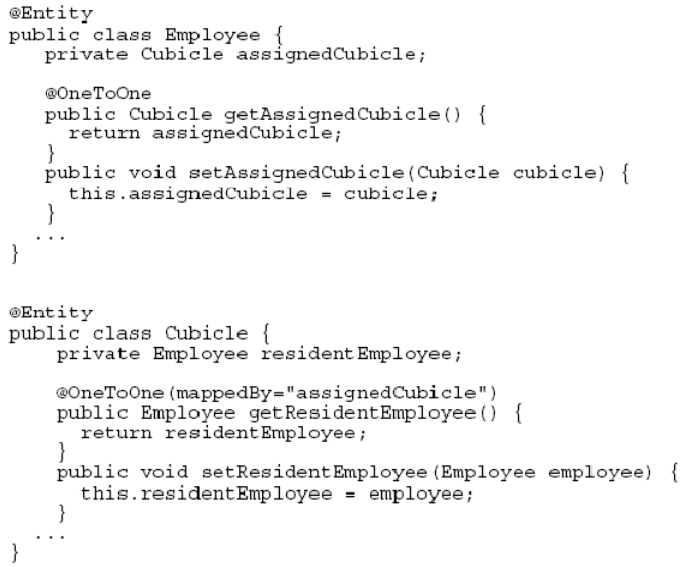 @Entity
public class Employee {
private Cubicle assignedCubicle;
@OneToOne
public Cubicle getAssignedCubicle() {
return assignedCubicle;
}
public void setAssignedCubicle(Cubicle cubicle) {
this.assignedCubicle = cubicle;
}
...
}
@Entity
public class Cubicle {
private Employee residentEmployee;
@OneToOne(mappedBy="assignedCubicle")
public Employee getResidentEmployee() {
return residentEmployee;
}
public void setResidentEmployee(Employee employee) {
this.residentEmployee = employee;
}
...
}